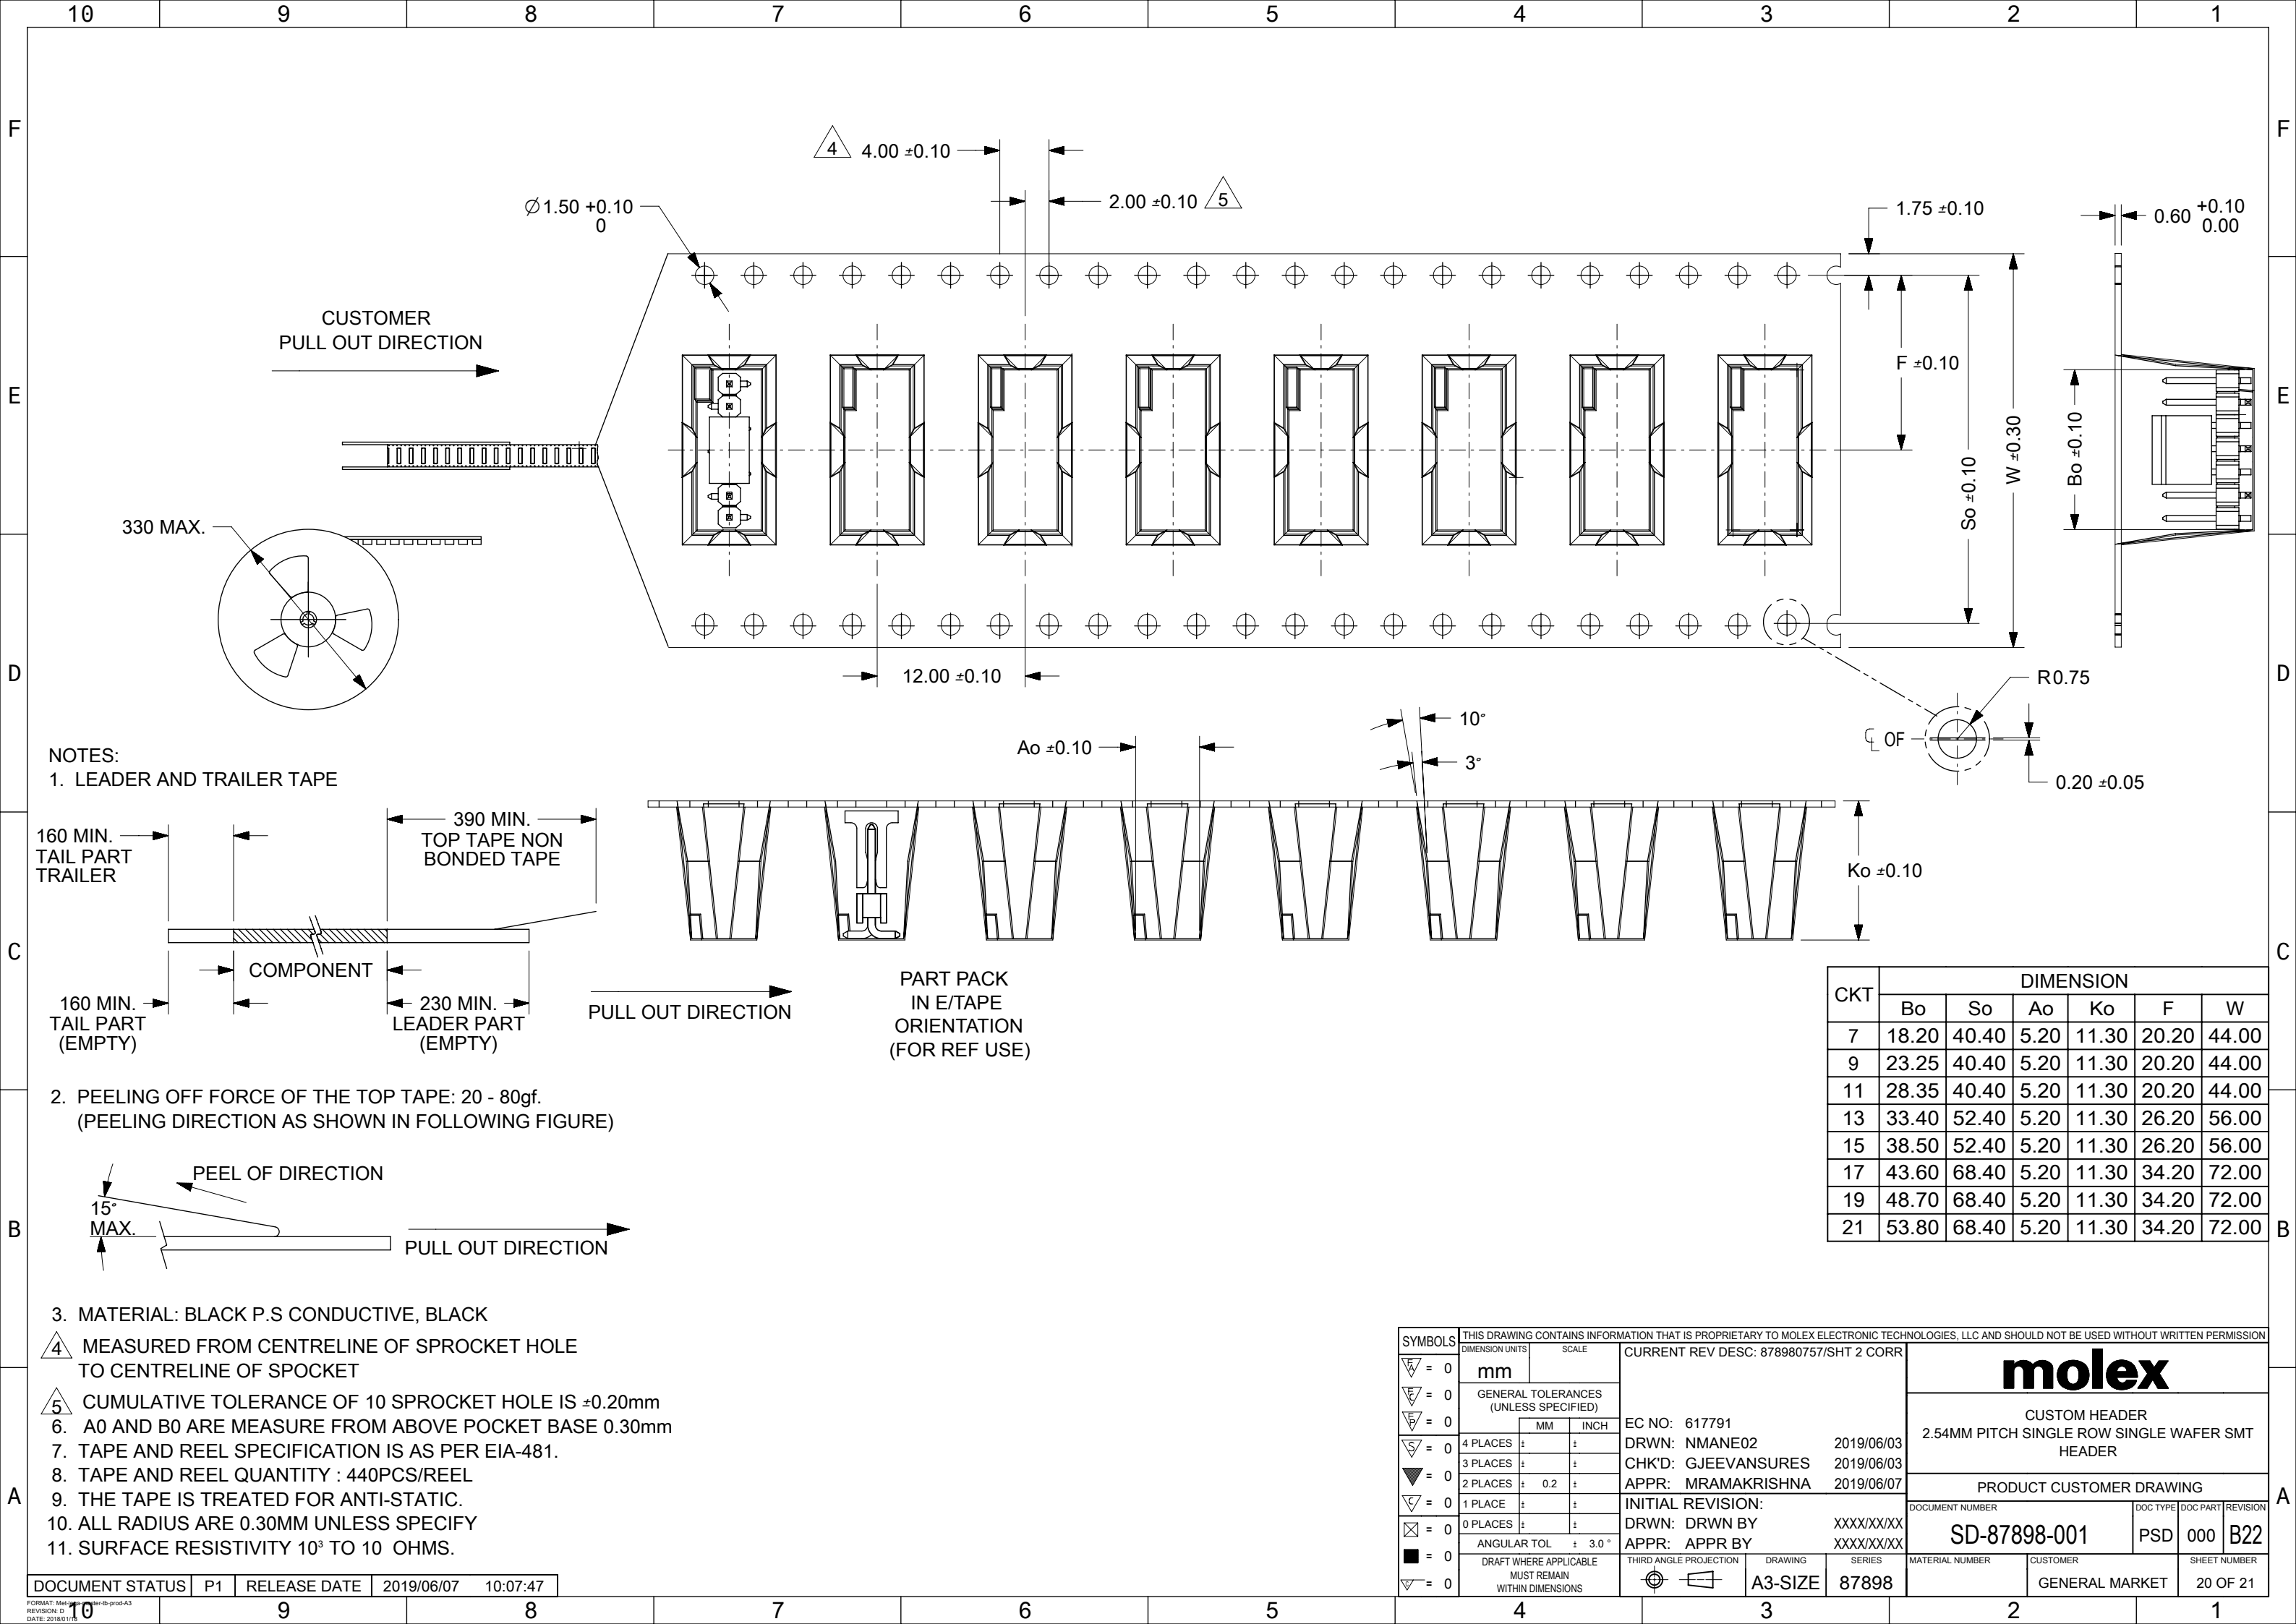 10 9 8 7 6 5 4 3 2 1
F
E
D
C
B
A
F
E
D
C
B
A
4 4.00 ±0.10
2.00 ±0.10 5
∅1.50 +0.10
0
1.75 ±0.10
0.60 +0.10
0.00
CUSTOMER
PULL OUT DIRECTION
F ±0.10
So ±0.10
W ±0.30
Bo ±0.10
330 MAX.
12.00 ±0.10
R0.75
℄ OF
0.20 ±0.05
Ao ±0.10
10°
3°
Ko ±0.10
NOTES:
1. LEADER AND TRAILER TAPE
160 MIN.
TAIL PART
TRAILER
390 MIN.
TOP TAPE NON
BONDED TAPE
COMPONENT
160 MIN.
TAIL PART
(EMPTY)
230 MIN.
LEADER PART
(EMPTY)
PULL OUT DIRECTION
PART PACK
IN E/TAPE
ORIENTATION
(FOR REF USE)
CKT DIMENSION
Bo So Ao Ko F W
7 18.20 40.40 5.20 11.30 20.20 44.00
9 23.25 40.40 5.20 11.30 20.20 44.00
11 28.35 40.40 5.20 11.30 20.20 44.00
13 33.40 52.40 5.20 11.30 26.20 56.00
15 38.50 52.40 5.20 11.30 26.20 56.00
17 43.60 68.40 5.20 11.30 34.20 72.00
19 48.70 68.40 5.20 11.30 34.20 72.00
21 53.80 68.40 5.20 11.30 34.20 72.00
2. PEELING OFF FORCE OF THE TOP TAPE: 20 - 80gf.
(PEELING DIRECTION AS SHOWN IN FOLLOWING FIGURE)
PEEL OF DIRECTION
15°
MAX.
PULL OUT DIRECTION
3. MATERIAL: BLACK P.S CONDUCTIVE, BLACK
4 MEASURED FROM CENTRELINE OF SPROCKET HOLE
TO CENTRELINE OF SPOCKET
5 CUMULATIVE TOLERANCE OF 10 SPROCKET HOLE IS ±0.20mm
6. A0 AND B0 ARE MEASURE FROM ABOVE POCKET BASE 0.30mm
7. TAPE AND REEL SPECIFICATION IS AS PER EIA-481.
8. TAPE AND REEL QUANTITY : 440PCS/REEL
9. THE TAPE IS TREATED FOR ANTI-STATIC.
10. ALL RADIUS ARE 0.30MM UNLESS SPECIFY
11. SURFACE RESISTIVITY 10³ TO 10 OHMS.
DOCUMENT STATUS P1 RELEASE DATE 2019/06/07 10:07:47
REVISION: D
SYMBOLS
= 0
= 0
= 0
= 0
= 0
= 0
= 0
= 0
= 0
THIS DRAWING CONTAINS INFORMATION THAT IS PROPRIETARY TO MOLEX ELECTRONIC TECHNOLOGIES, LLC AND SHOULD NOT BE USED WITHOUT WRITTEN PERMISSION
DIMENSION UNITS SCALE
mm
GENERAL TOLERANCES
(UNLESS SPECIFIED)
MM INCH
4 PLACES ± ±
3 PLACES ± ±
2 PLACES ± 0.2 ±
1 PLACE ± ±
0 PLACES ± ±
ANGULAR TOL ± 3.0 °
DRAFT WHERE APPLICABLE
MUST REMAIN
WITHIN DIMENSIONS
CURRENT REV DESC: 878980757/SHT 2 CORR
EC NO: 617791
DRWN: NMANE02 2019/06/03
CHK'D: GJEEVANSURES 2019/06/03
APPR: MRAMAKRISHNA 2019/06/07
INITIAL REVISION:
DRWN: DRWN BY XXXX/XX/XX
APPR: APPR BY XXXX/XX/XX
THIRD ANGLE PROJECTION DRAWING SERIES
A3-SIZE 87898
molex
CUSTOM HEADER
2.54MM PITCH SINGLE ROW SINGLE WAFER SMT
HEADER
PRODUCT CUSTOMER DRAWING
DOCUMENT NUMBER DOC TYPE DOC PART REVISION
SD-87898-001 PSD 000 B22
MATERIAL NUMBER CUSTOMER SHEET NUMBER
GENERAL MARKET 20 OF 21
10 9 8 7 6 5 4 3 2 1